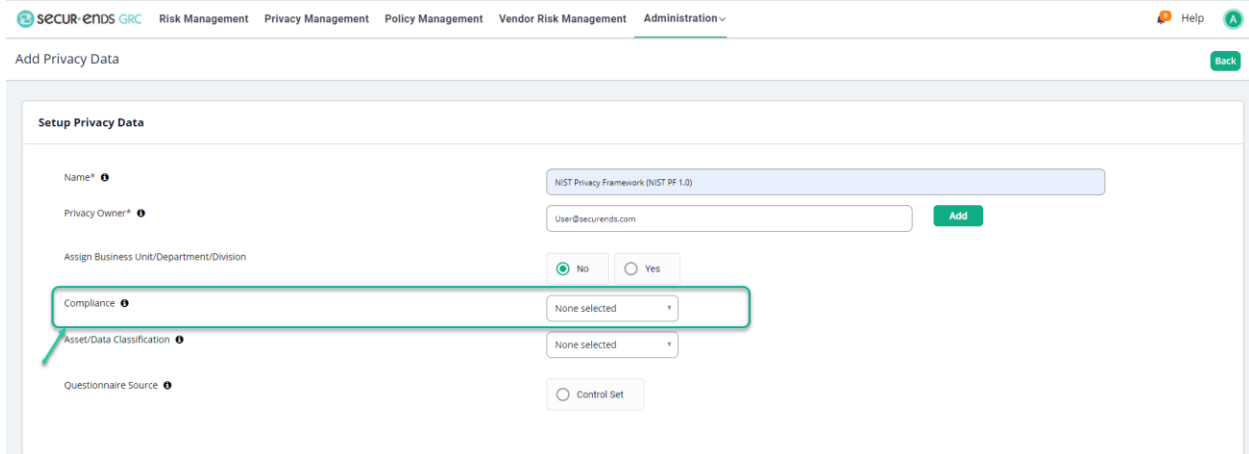 SECUR·ENDS GRC Risk Management Privacy Management Policy Management Vendor Risk Management Administration Help A
Add Privacy Data Back
Setup Privacy Data
Name* NIST Privacy Framework (NIST PF 1.0)
Privacy Owner* User@securends.com Add
Assign Business Unit/Department/Division No Yes
Compliance None selected
Asset/Data Classification None selected
Questionnaire Source Control Set